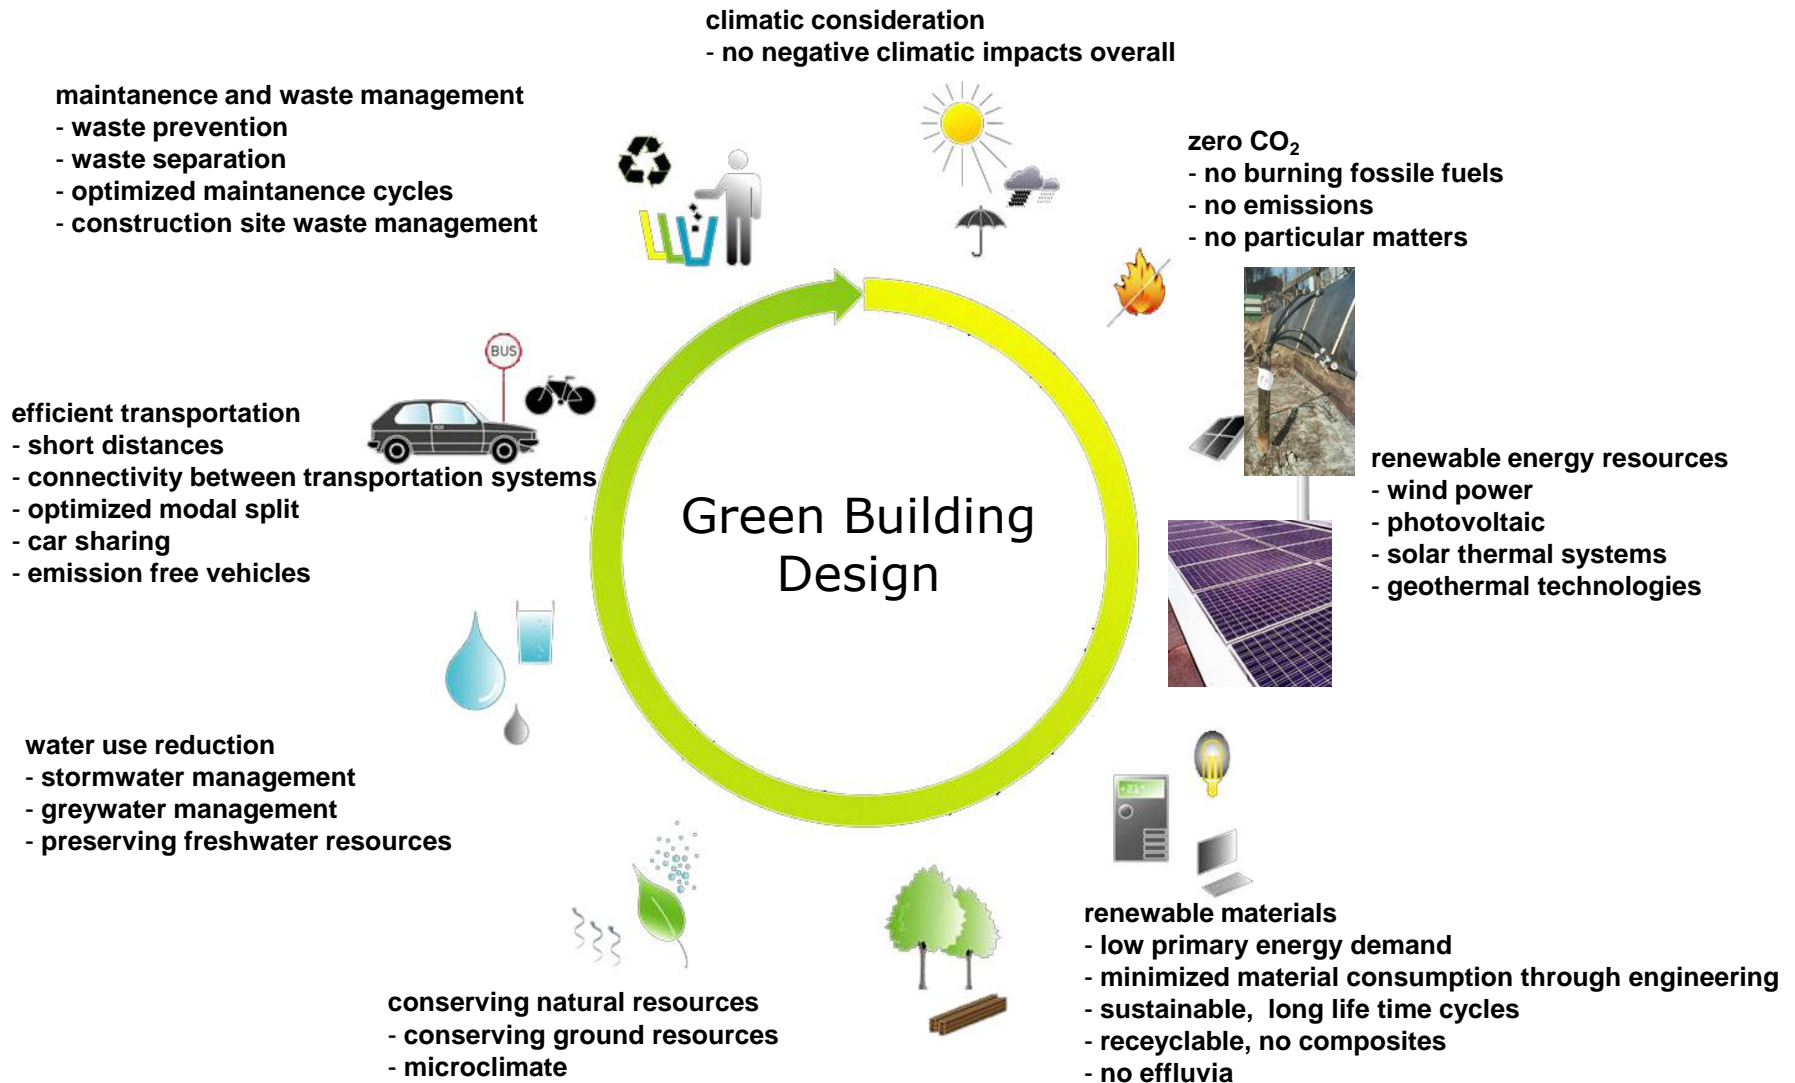 climatic consideration
- no negative climatic impacts overall
maintanence and waste management
- waste prevention
- waste separation
- optimized maintanence cycles
- construction site waste management
zero CO₂
- no burning fossile fuels
- no emissions
- no particular matters
BUS
efficient transportation
- short distances
- connectivity between transportation systems
- optimized modal split
- car sharing
- emission free vehicles
Green Building
Design
renewable energy resources
- wind power
- photovoltaic
- solar thermal systems
- geothermal technologies
water use reduction
- stormwater management
- greywater management
- preserving freshwater resources
+21°
renewable materials
- low primary energy demand
- minimized material consumption through engineering
- sustainable,  long life time cycles
- receyclable, no composites
- no effluvia
conserving natural resources
- conserving ground resources
- microclimate